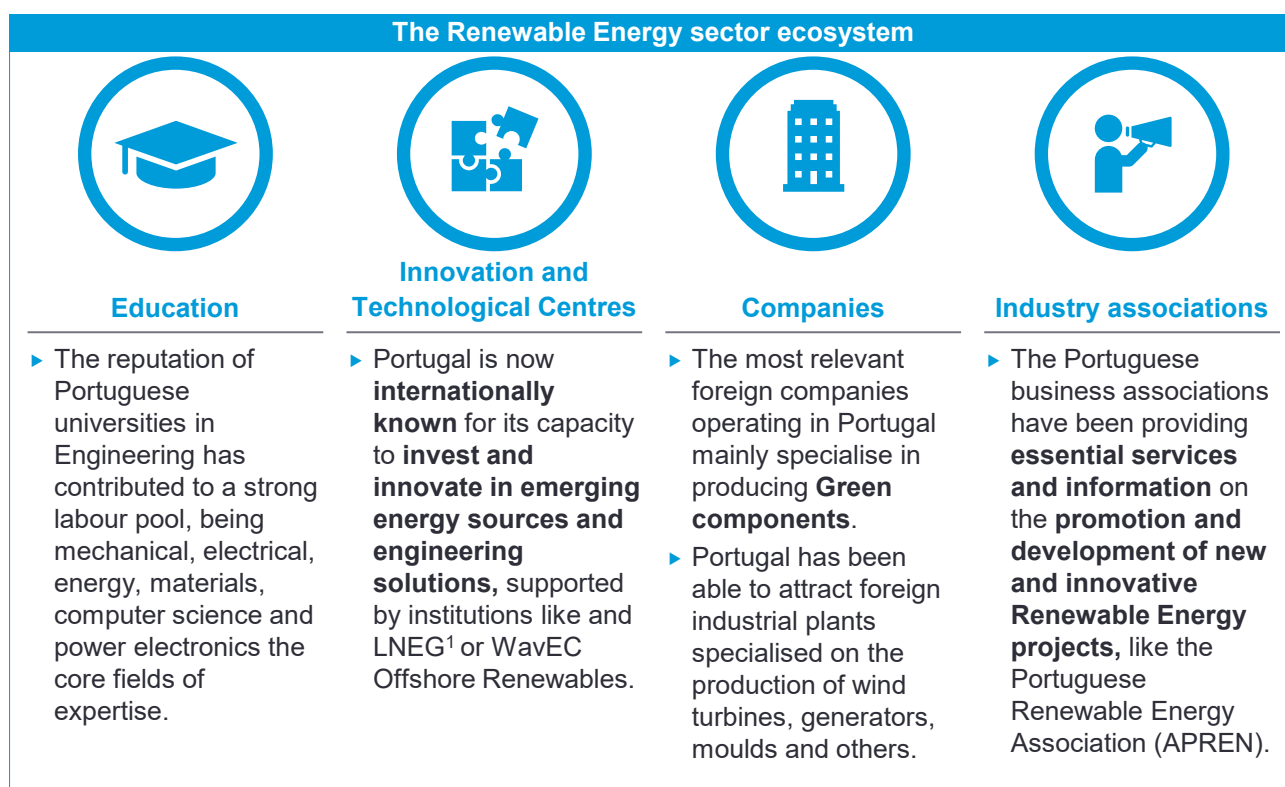 The Renewable Energy sector ecosystem
Education
▸ The reputation of
Portuguese
universities in
Engineering has
contributed to a strong
labour pool, being
mechanical, electrical,
energy, materials,
computer science and
power electronics the
core fields of
expertise.
Innovation and
Technological Centres
▸ Portugal is now
internationally
known for its capacity
to invest and
innovate in emerging
energy sources and
engineering
solutions, supported
by institutions like and
LNEG¹ or WavEC
Offshore Renewables.
Companies
▸ The most relevant
foreign companies
operating in Portugal
mainly specialise in
producing Green
components.
▸ Portugal has been
able to attract foreign
industrial plants
specialised on the
production of wind
turbines, generators,
moulds and others.
Industry associations
▸ The Portuguese
business associations
have been providing
essential services
and information on
the promotion and
development of new
and innovative
Renewable Energy
projects, like the
Portuguese
Renewable Energy
Association (APREN).